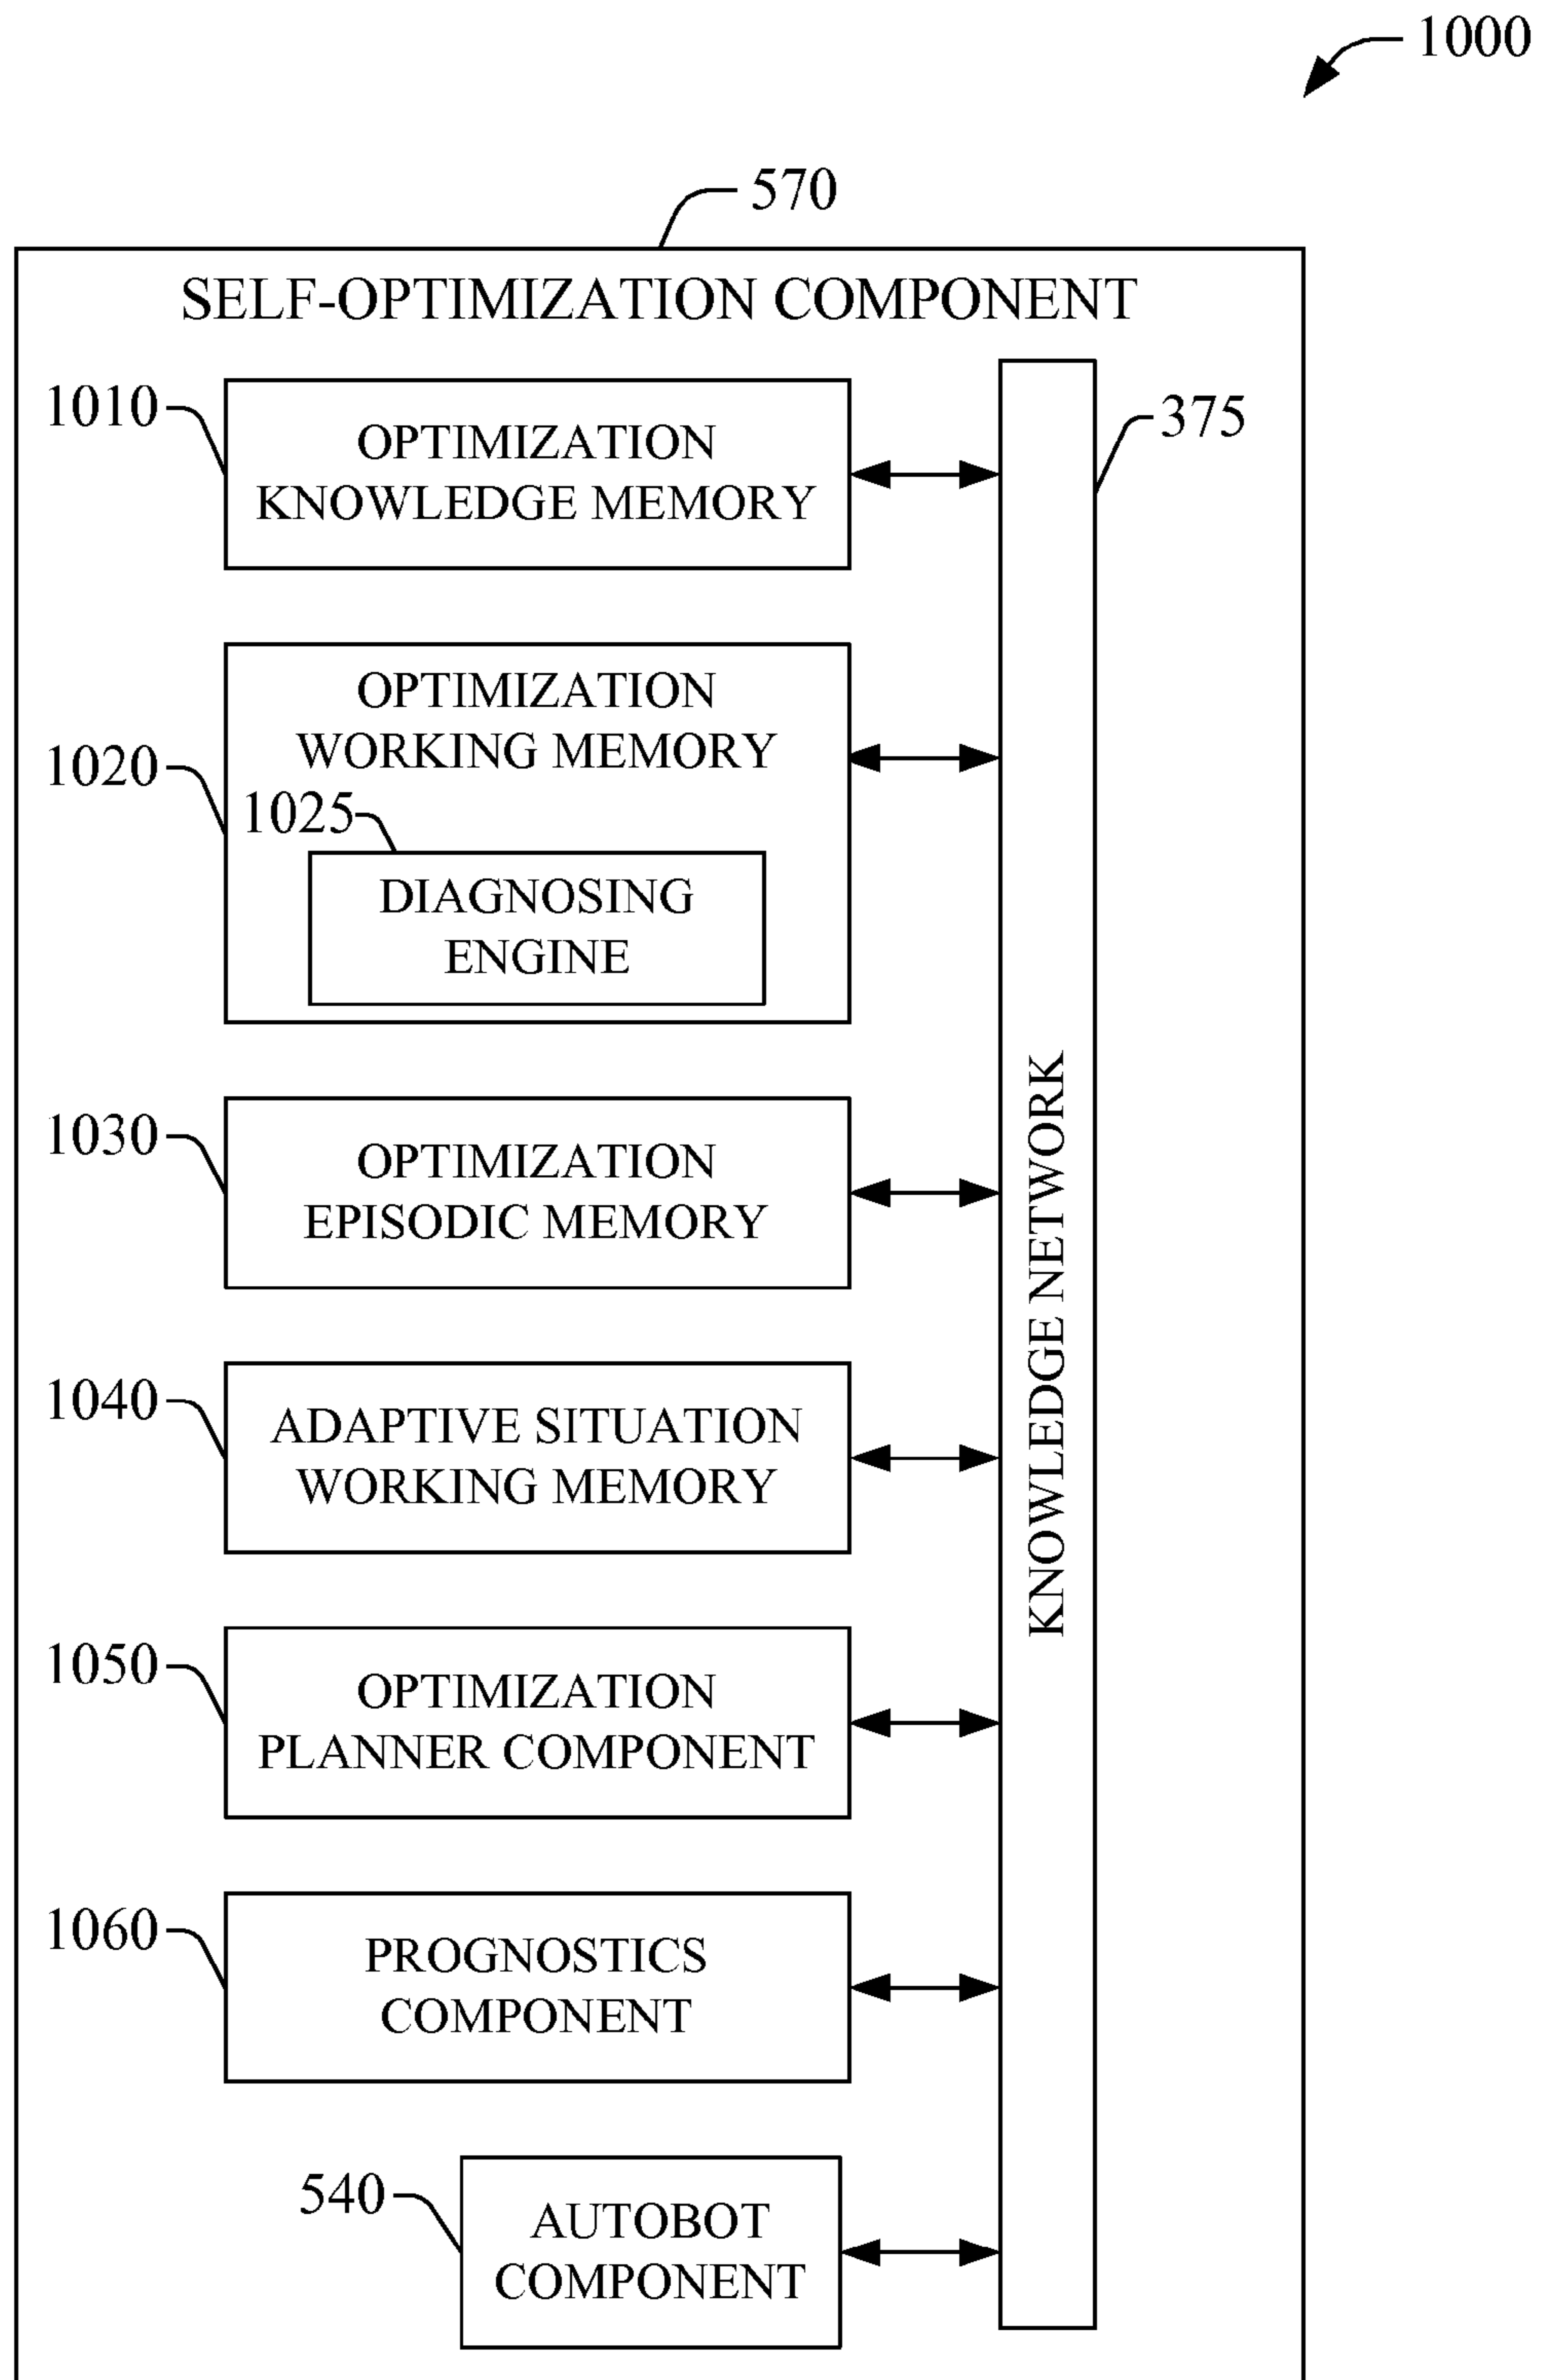 1000
570
SELF-OPTIMIZATION COMPONENT
1010
OPTIMIZATION
KNOWLEDGE MEMORY
375
1020
OPTIMIZATION
WORKING MEMORY
1025
DIAGNOSING
ENGINE
1030
OPTIMIZATION
EPISODIC MEMORY
KNOWLEDGE NETWORK
1040
ADAPTIVE SITUATION
WORKING MEMORY
1050
OPTIMIZATION
PLANNER COMPONENT
1060
PROGNOSTICS
COMPONENT
540
AUTOBOT
COMPONENT